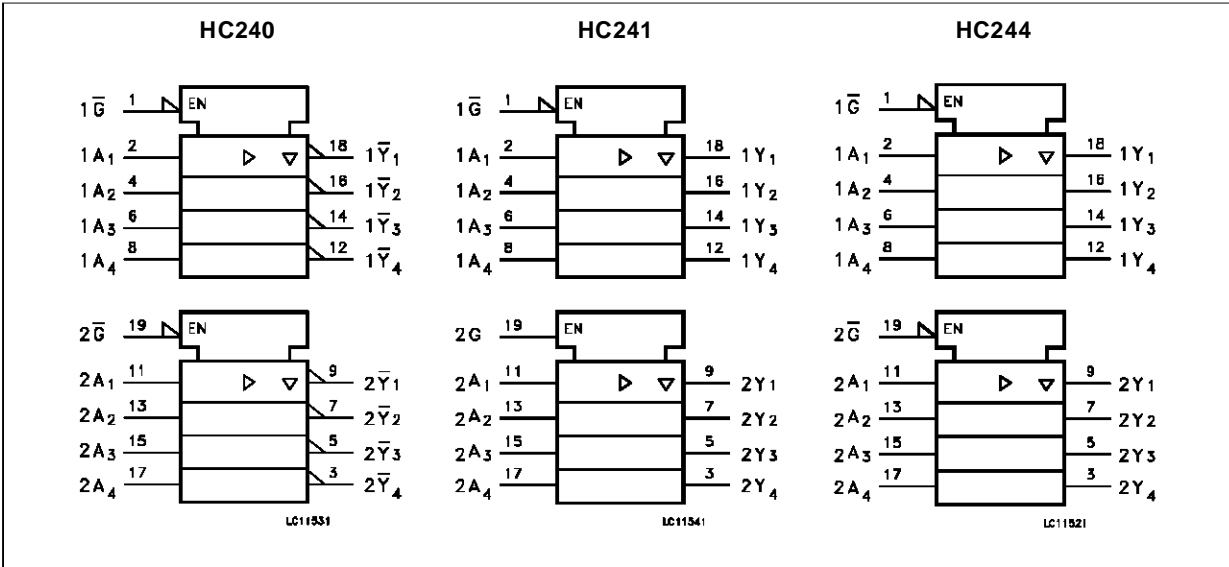 HC240 HC241 HC244
1G̅ 1 EN 1G̅ 1 EN 1G̅ 1 EN
1A1 2 18 1Y̅1 1A1 2 18 1Y1 1A1 2 18 1Y1
1A2 4 16 1Y̅2 1A2 4 16 1Y2 1A2 4 16 1Y2
1A3 6 14 1Y̅3 1A3 6 14 1Y3 1A3 6 14 1Y3
1A4 8 12 1Y̅4 1A4 8 12 1Y4 1A4 8 12 1Y4
2G̅ 19 EN 2G 19 EN 2G̅ 19 EN
2A1 11 9 2Y̅1 2A1 11 9 2Y1 2A1 11 9 2Y1
2A2 13 7 2Y̅2 2A2 13 7 2Y2 2A2 13 7 2Y2
2A3 15 5 2Y̅3 2A3 15 5 2Y3 2A3 15 5 2Y3
2A4 17 3 2Y̅4 2A4 17 3 2Y4 2A4 17 3 2Y4
LC11531 LC11541 LC11521